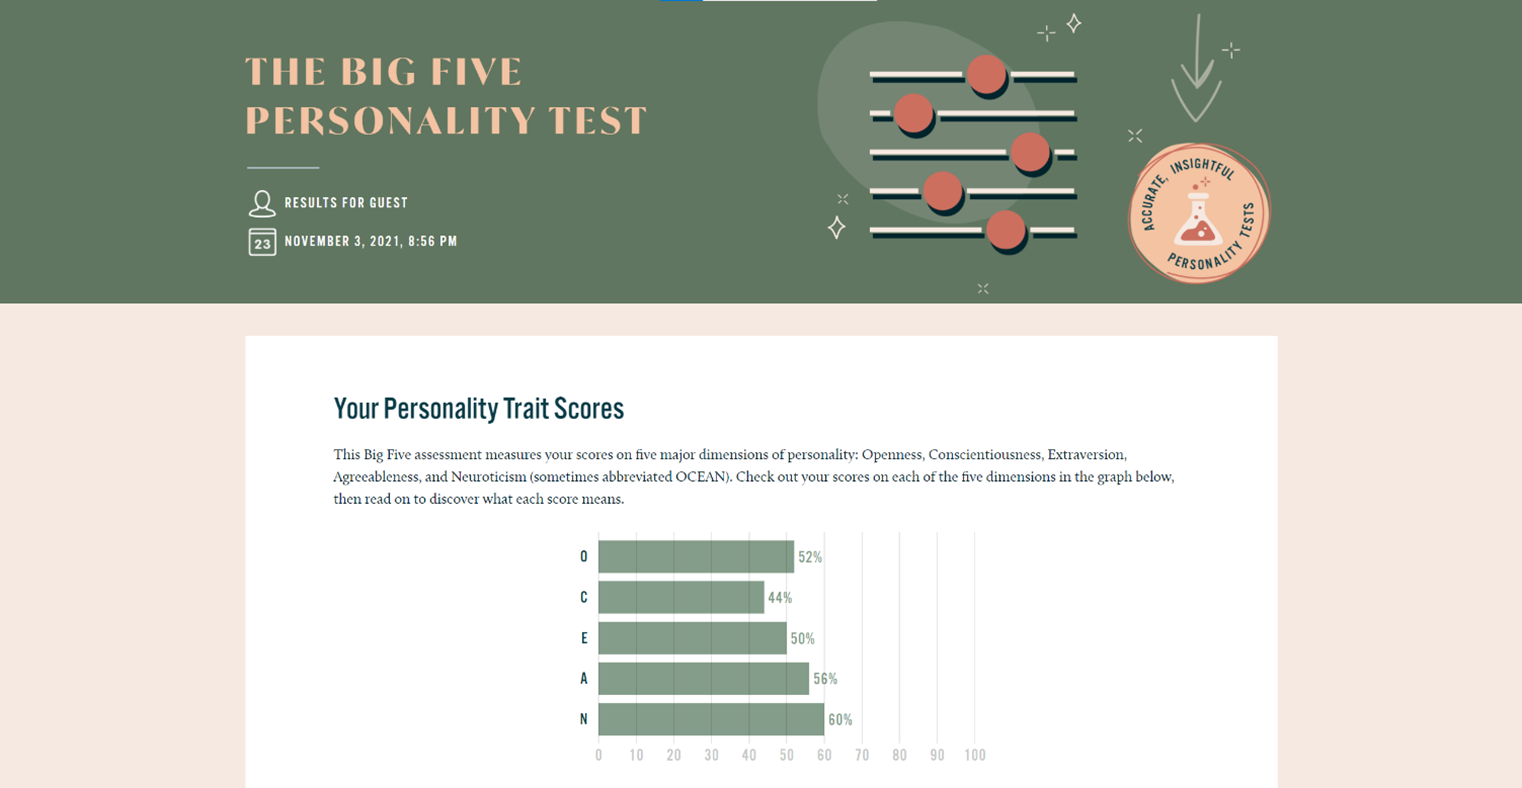 THE BIG FIVE
PERSONALITY TEST
RESULTS FOR GUEST
23
NOVEMBER 3, 2021, 8:56 PM
ACCURATE, INSIGHTFUL
PERSONALITY TESTS
Your Personality Trait Scores
This Big Five assessment measures your scores on five major dimensions of personality: Openness, Conscientiousness, Extraversion,
Agreeableness, and Neuroticism (sometimes abbreviated OCEAN). Check out your scores on each of the five dimensions in the graph below,
then read on to discover what each score means.
O 52%
C 44%
E 50%
A 56%
N 60%
0 10 20 30 40 50 60 70 80 90 100